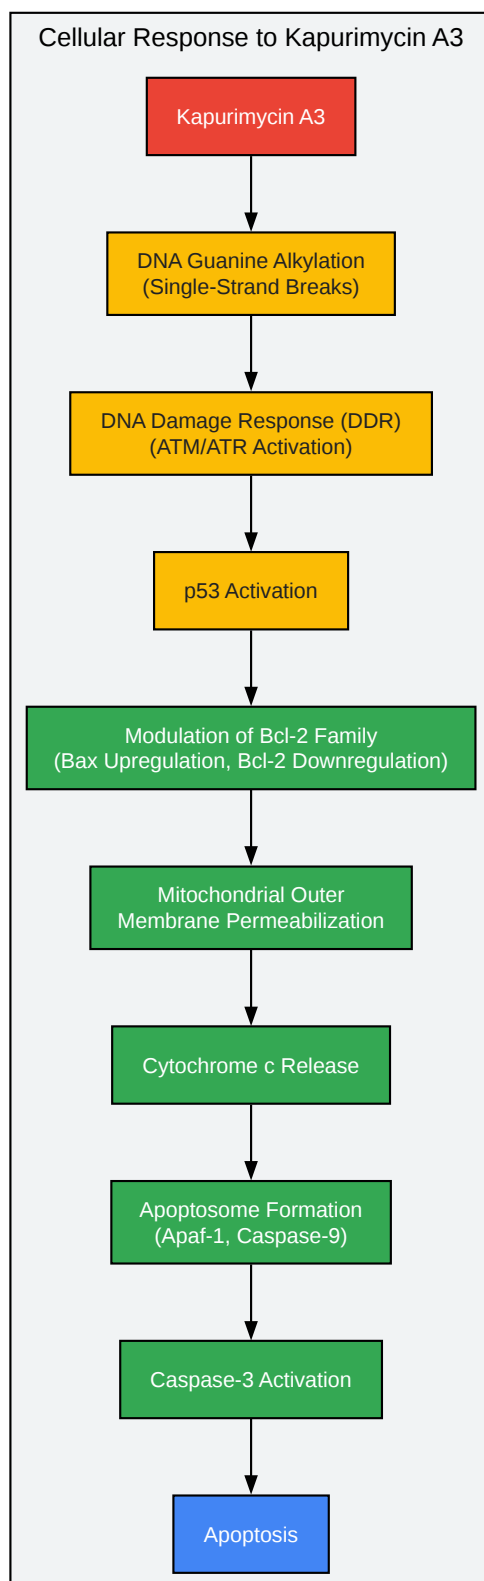 Cellular Response to Kapurimycin A3
Kapurimycin A3
DNA Guanine Alkylation
(Single-Strand Breaks)
DNA Damage Response (DDR)
(ATM/ATR Activation)
p53 Activation
Modulation of Bcl-2 Family
(Bax Upregulation, Bcl-2 Downregulation)
Mitochondrial Outer
Membrane Permeabilization
Cytochrome c Release
Apoptosome Formation
(Apaf-1, Caspase-9)
Caspase-3 Activation
Apoptosis